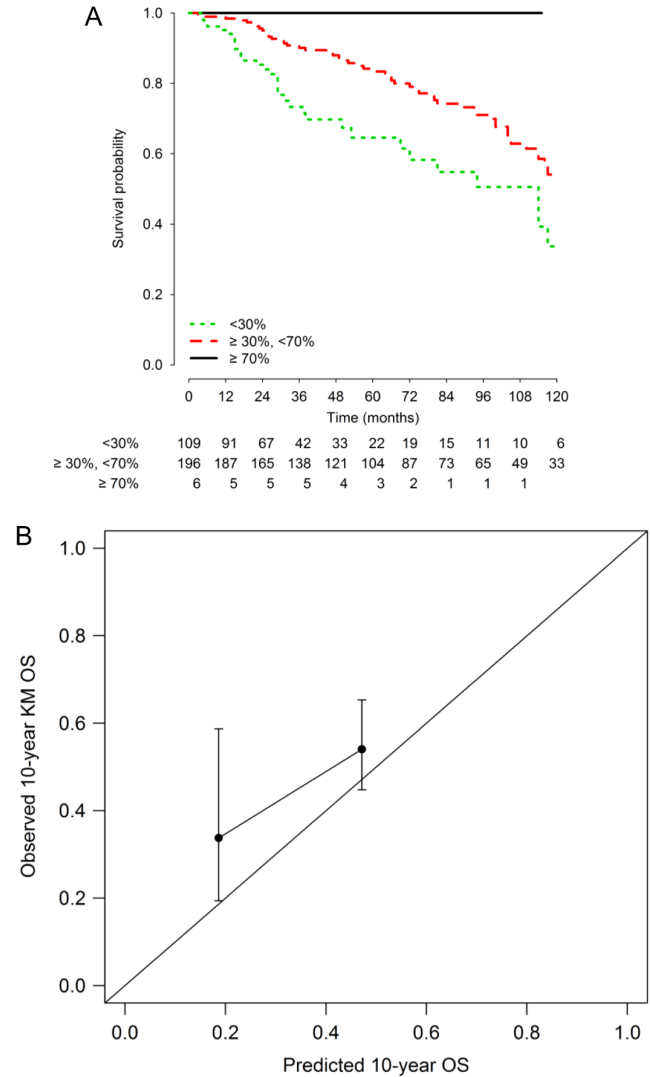 A
1.0
0.8
0.6
0.4
0.2
0.0
Survival probability
<30%
≥ 30%, <70%
≥ 70%
0 12 24 36 48 60 72 84 96 108 120
Time (months)
<30% 109 91 67 42 33 22 19 15 11 10 6
≥ 30%, <70% 196 187 165 138 121 104 87 73 65 49 33
≥ 70% 6 5 5 5 4 3 2 1 1 1
B
1.0
0.8
0.6
0.4
0.2
0.0
Observed 10-year KM OS
0.0 0.2 0.4 0.6 0.8 1.0
Predicted 10-year OS